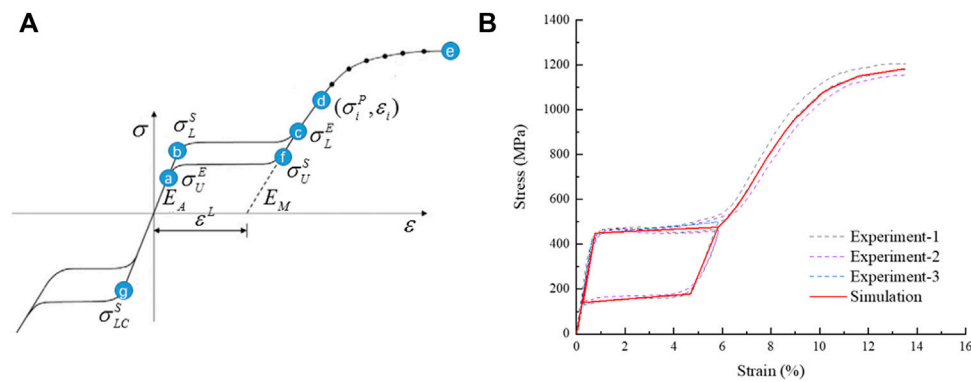 A
σ
e
d
(σ_i^P, ε_i)
σ_L^S
c
σ_L^E
b
f
σ_U^S
a
σ_U^E
E_A
E_M
ε^L
ε
g
σ_LC^S
B
1400
1200
1000
800
600
400
200
0
Stress (MPa)
Experiment-1
Experiment-2
Experiment-3
Simulation
0 2 4 6 8 10 12 14 16
Strain (%)